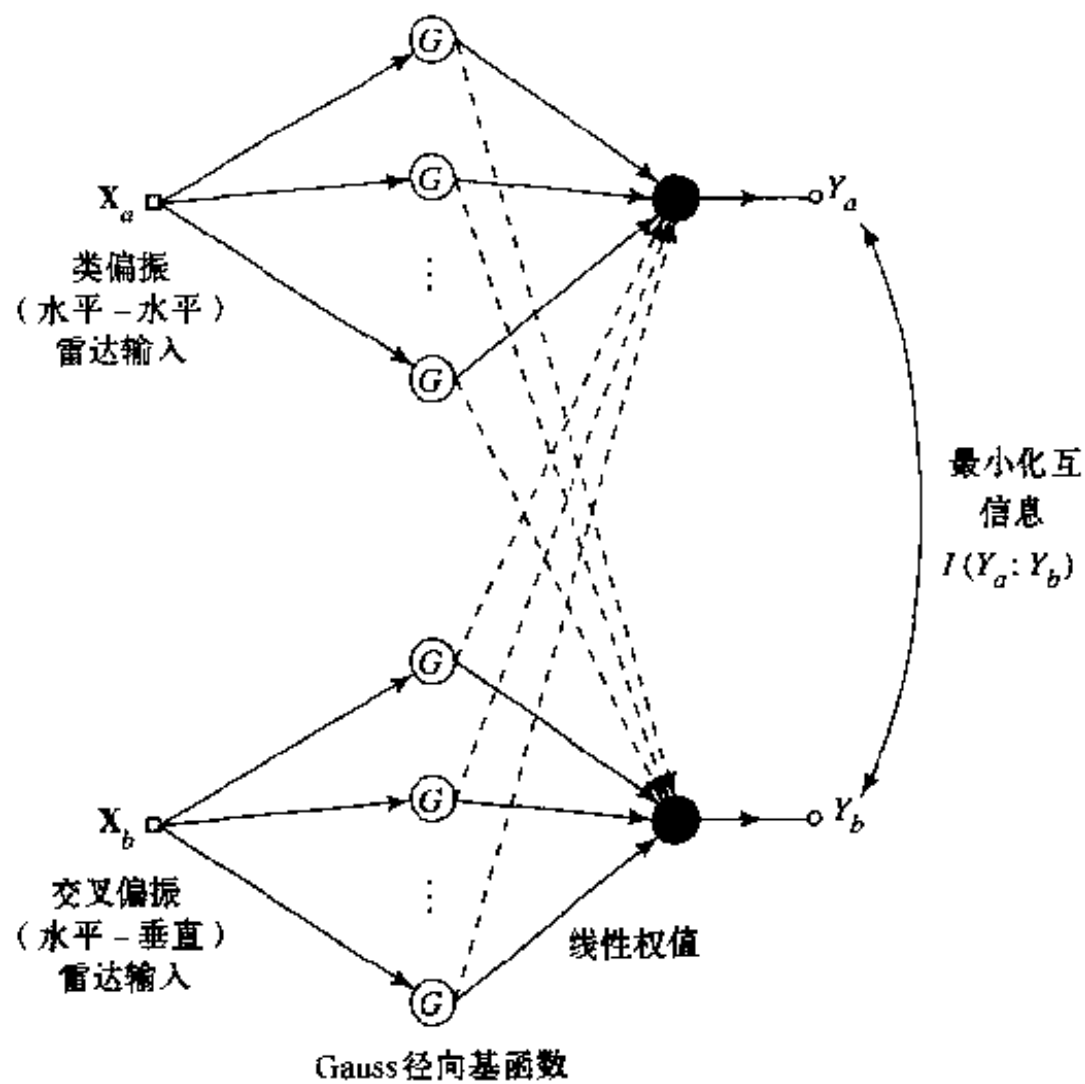 G
G
X_a
Y_a
类偏振
(水平-水平)
雷达输入
⋮
G
最小化互
信息
I(Y_a:Y_b)
G
G
X_b
Y_b
交叉偏振
(水平-垂直)
雷达输入
⋮
线性权值
G
Gauss径向基函数